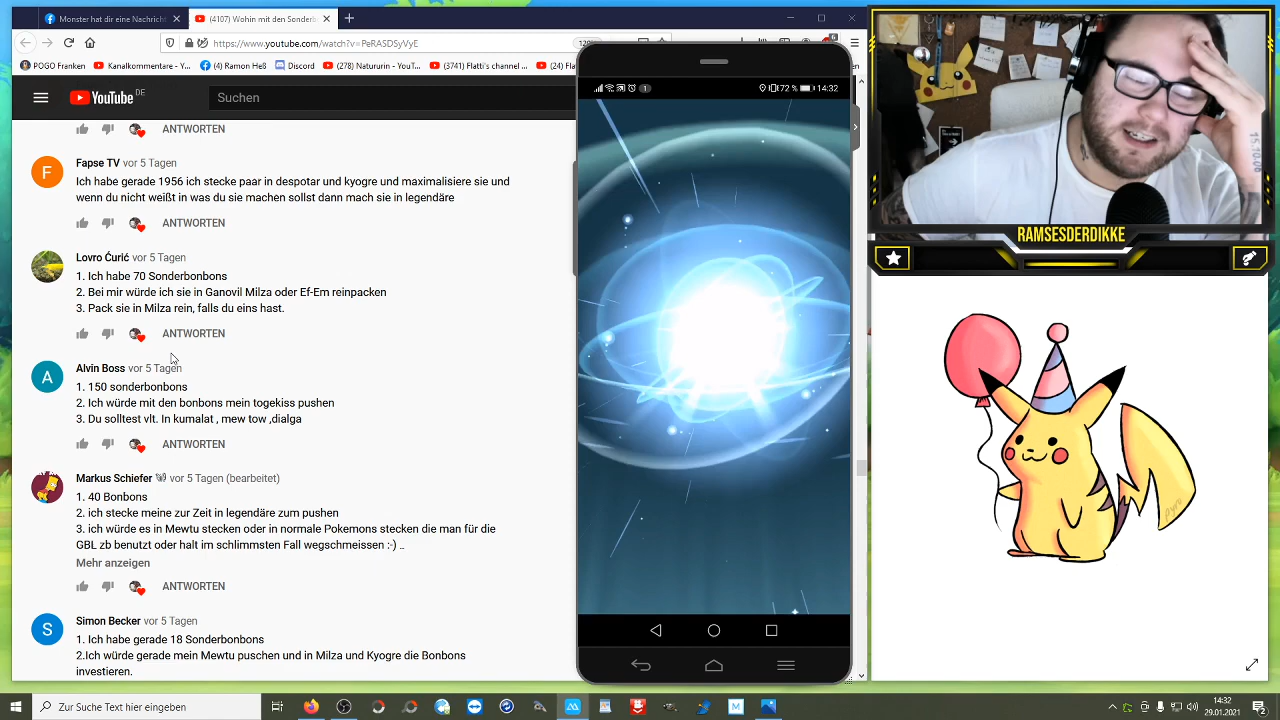 Monster hat dir eine Nachricht
(4107) Wohin mit den Sonderb
https://www.youtube.com/watch?v=PeRASDSyVyE
POGO Franken
Kanalkommentare - Y...
(4) Ramon Heß
Discord
(278) Natururin - YouT...
(3741) Flatti's channel ...
(24) Fla
YouTube DE
Suchen
ANTWORTEN
Fapse TV vor 5 Tagen
Ich habe gerade 1956 ich stecke paar in despotar und kyogre und maximalisiere sie und
wenn du nicht weißt in was du sie machen sollst dann mach sie in legendäre
ANTWORTEN
Lovro Ćurić vor 5 Tagen
1. Ich habe 70 Sonderbonbons
2. Bei mir würde ich sie in Ganovil Milza oder Ef-Em reinpacken
3. Pack sie in Milza rein, falls du eins hast.
ANTWORTEN
A
Alvin Boss vor 5 Tagen
1. 150 sonderbonbons
2. Ich würde mit den bonbons mein togekiss pushen
3. Du solltest vlt. In kumalat , mew tow ,dialga
ANTWORTEN
Markus Schiefer vor 5 Tagen (bearbeitet)
1. 40 Bonbons
2. ich stecke meine zur Zeit in legendäre zum pushen
3. ich würde es in Mewtu stecken oder in normale Pokemons stecken die man für die
GBL zb benutzt oder halt im schlimmsten Fall wegschmeissen :-) ..
Mehr anzeigen
ANTWORTEN
S
Simon Becker vor 5 Tagen
1. Ich habe gerade 18 Sonderbonbons
2.Ich würde gerade mein Mewtu puschen und in Milza und Kyogre die Bonbons
investieren.
F
1
72 % 14:32
RAMSESDERDIKKE
Zur Suche Text hier eingeben
14:32
29.01.2021
2